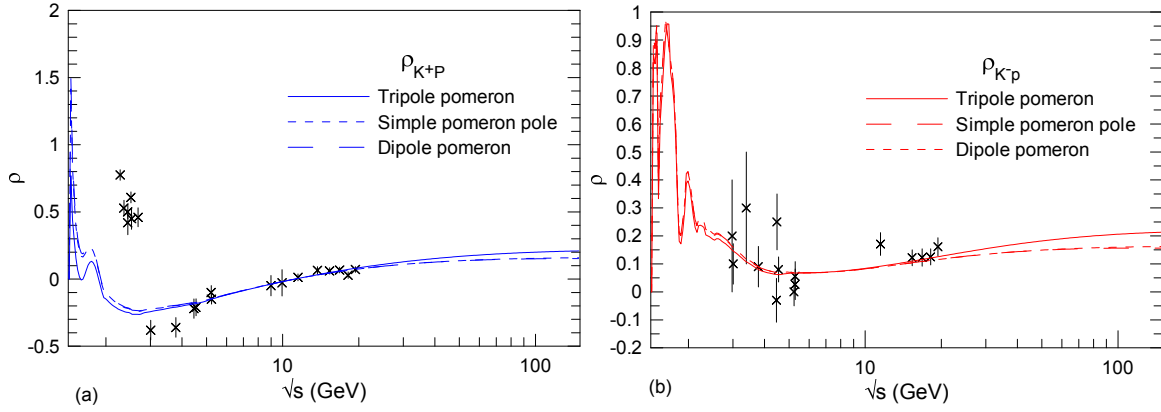 2
1.5
1
0.5
0
-0.5
ρ
ρK+P
Tripole pomeron
Simple pomeron pole
Dipole pomeron
10
100
√s (GeV)
(a)
1
0.9
0.8
0.7
0.6
0.5
0.4
0.3
0.2
0.1
0
-0.1
-0.2
ρ
ρK-p
Tripole pomeron
Simple pomeron pole
Dipole pomeron
10
100
√s (GeV)
(b)